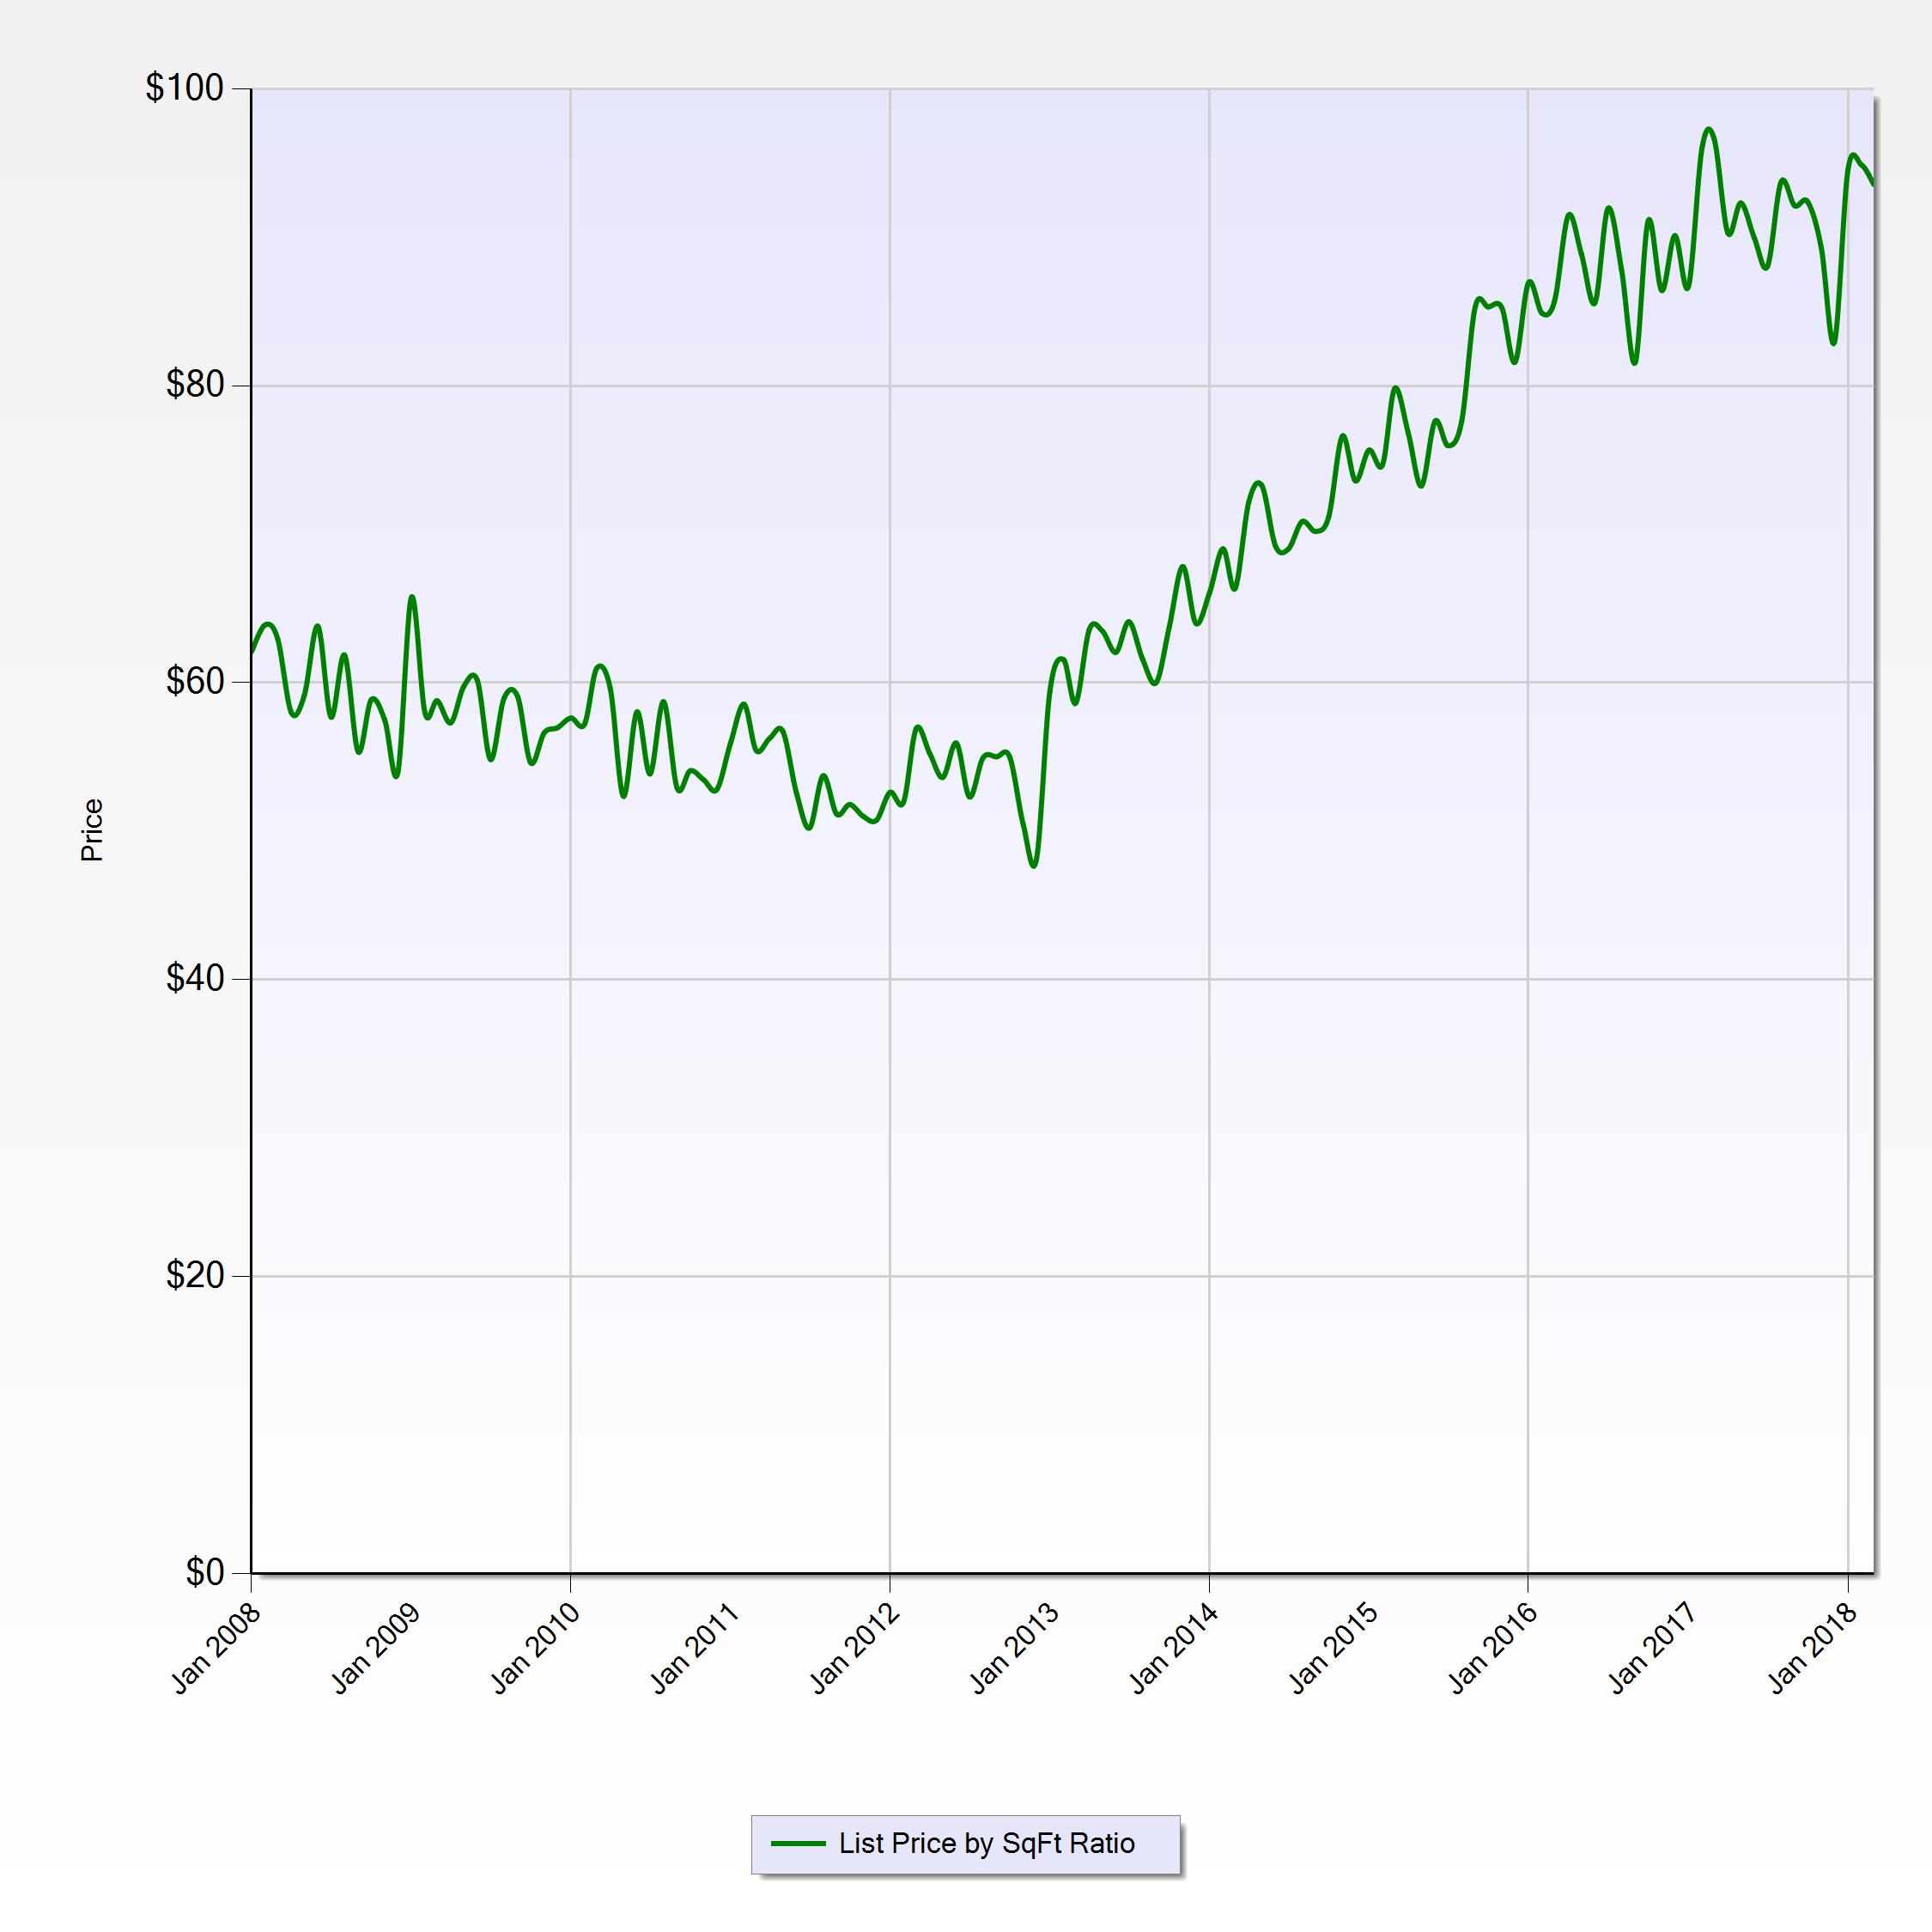 $100
$80
$60
$40
$20
$0
Price
Jan 2008
Jan 2009
Jan 2010
Jan 2011
Jan 2012
Jan 2013
Jan 2014
Jan 2015
Jan 2016
Jan 2017
Jan 2018
List Price by SqFt Ratio